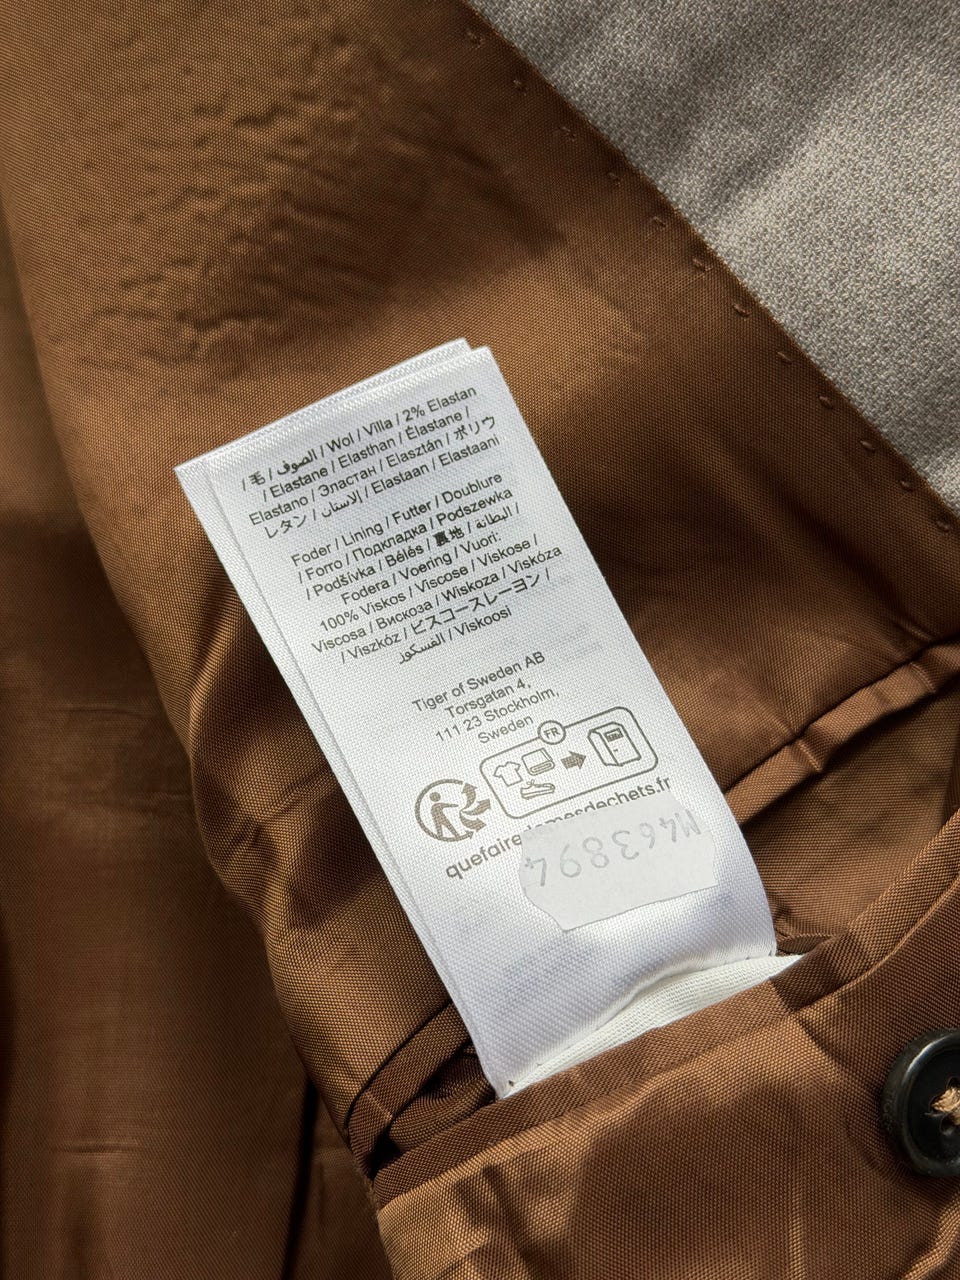 / 毛 / الصوف / Wol / Villa / 2% Elastan
/ Elastane / Elasthan / Élastane /
Elastano / Эластан / Elasztán / ポリウ
レタン / الاستان / Elastaan / Elastaani
Foder / Lining / Futter / Doublure
/ Forro / Подкладка / Podszewka
/ Podšívka / Bélés / 裏地 / البطانة /
Fodera / Voering / Vuori:
100% Viskos / Viscose / Viskose /
Viscosa / Вискоза / Wiskoza / Viskóza
/ Viszkóz / ビスコースレーヨン /
الفسكوز / Viskoosi
Tiger of Sweden AB
Torsgatan 4,
111 23 Stockholm,
Sweden
FR
quefairedemesdechets.fr
M463894